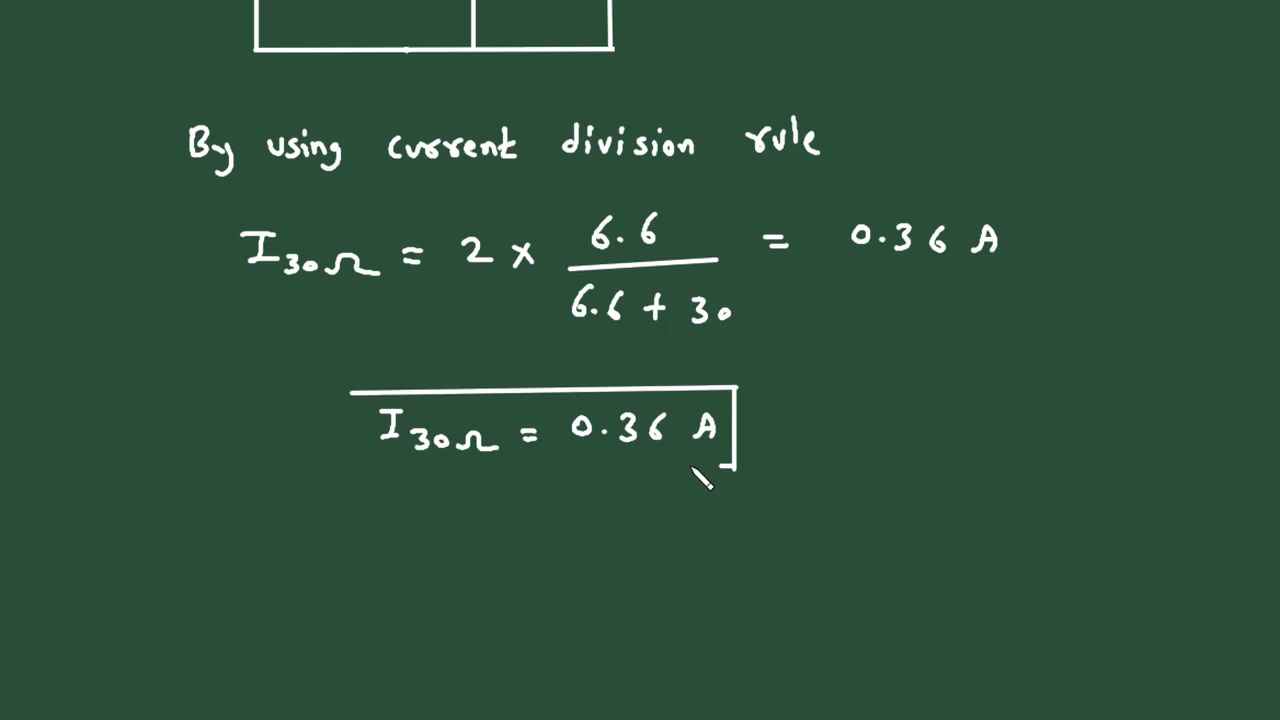 By using current division rule
I30Ω = 2 × 6.6 / 6.6 + 30 = 0.36 A
I30Ω = 0.36 A